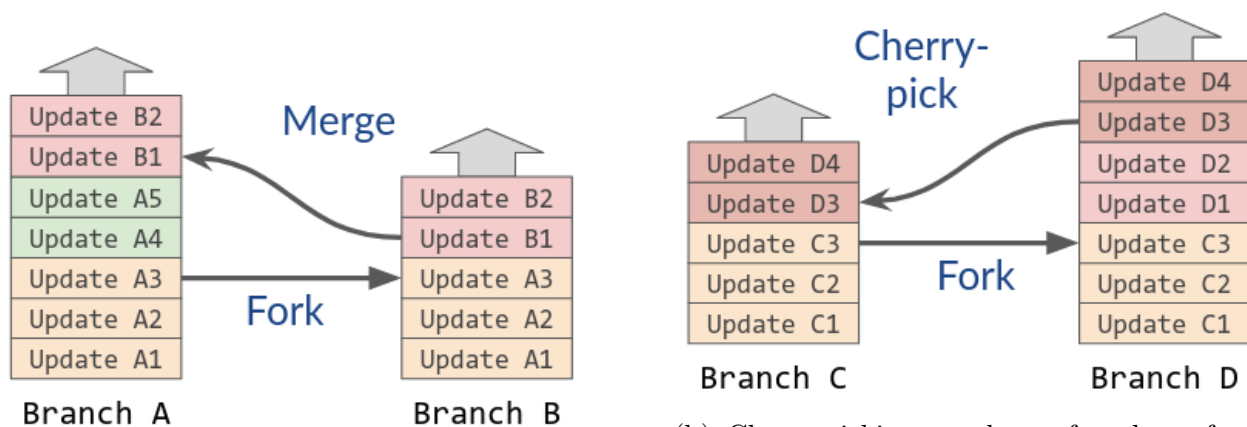 Update B2
Update B1
Update A5
Update A4
Update A3
Update A2
Update A1
Branch A
Merge
Fork
Update B2
Update B1
Update A3
Update A2
Update A1
Branch B
Update D4
Update D3
Update C3
Update C2
Update C1
Branch C
Cherry-
pick
Fork
Update D4
Update D3
Update D2
Update D1
Update C3
Update C2
Update C1
Branch D